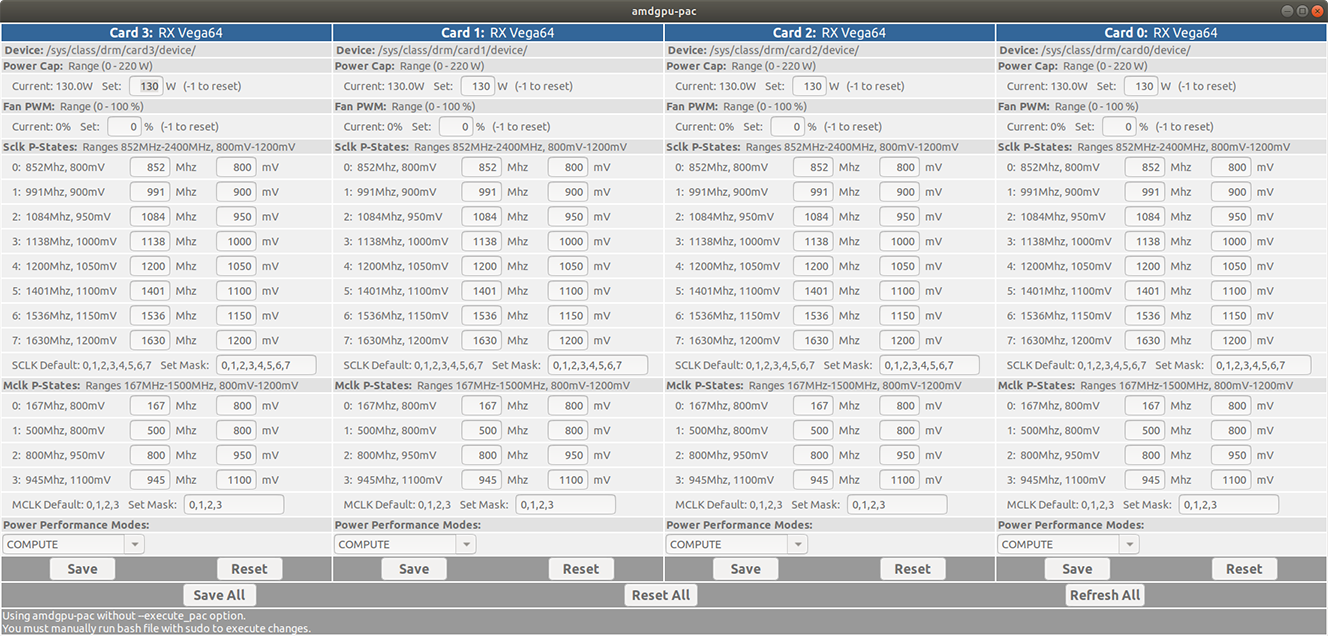 amdgpu-pac
Card 3: RX Vega64
Device: /sys/class/drm/card3/device/
Power Cap: Range (0 - 220 W)
Current: 130.0W Set: 130 W (-1 to reset)
Fan PWM: Range (0 - 100 %)
Current: 0% Set: 0 % (-1 to reset)
Sclk P-States: Ranges 852MHz-2400MHz, 800mV-1200mV
0: 852Mhz, 800mV 852 Mhz 800 mV
1: 991Mhz, 900mV 991 Mhz 900 mV
2: 1084Mhz, 950mV 1084 Mhz 950 mV
3: 1138Mhz, 1000mV 1138 Mhz 1000 mV
4: 1200Mhz, 1050mV 1200 Mhz 1050 mV
5: 1401Mhz, 1100mV 1401 Mhz 1100 mV
6: 1536Mhz, 1150mV 1536 Mhz 1150 mV
7: 1630Mhz, 1200mV 1630 Mhz 1200 mV
SCLK Default: 0,1,2,3,4,5,6,7 Set Mask: 0,1,2,3,4,5,6,7
Mclk P-States: Ranges 167MHz-1500MHz, 800mV-1200mV
0: 167Mhz, 800mV 167 Mhz 800 mV
1: 500Mhz, 800mV 500 Mhz 800 mV
2: 800Mhz, 950mV 800 Mhz 950 mV
3: 945Mhz, 1100mV 945 Mhz 1100 mV
MCLK Default: 0,1,2,3 Set Mask: 0,1,2,3
Power Performance Modes:
COMPUTE
Save Reset
Card 1: RX Vega64
Device: /sys/class/drm/card1/device/
Power Cap: Range (0 - 220 W)
Current: 130.0W Set: 130 W (-1 to reset)
Fan PWM: Range (0 - 100 %)
Current: 0% Set: 0 % (-1 to reset)
Sclk P-States: Ranges 852MHz-2400MHz, 800mV-1200mV
0: 852Mhz, 800mV 852 Mhz 800 mV
1: 991Mhz, 900mV 991 Mhz 900 mV
2: 1084Mhz, 950mV 1084 Mhz 950 mV
3: 1138Mhz, 1000mV 1138 Mhz 1000 mV
4: 1200Mhz, 1050mV 1200 Mhz 1050 mV
5: 1401Mhz, 1100mV 1401 Mhz 1100 mV
6: 1536Mhz, 1150mV 1536 Mhz 1150 mV
7: 1630Mhz, 1200mV 1630 Mhz 1200 mV
SCLK Default: 0,1,2,3,4,5,6,7 Set Mask: 0,1,2,3,4,5,6,7
Mclk P-States: Ranges 167MHz-1500MHz, 800mV-1200mV
0: 167Mhz, 800mV 167 Mhz 800 mV
1: 500Mhz, 800mV 500 Mhz 800 mV
2: 800Mhz, 950mV 800 Mhz 950 mV
3: 945Mhz, 1100mV 945 Mhz 1100 mV
MCLK Default: 0,1,2,3 Set Mask: 0,1,2,3
Power Performance Modes:
COMPUTE
Save Reset
Card 2: RX Vega64
Device: /sys/class/drm/card2/device/
Power Cap: Range (0 - 220 W)
Current: 130.0W Set: 130 W (-1 to reset)
Fan PWM: Range (0 - 100 %)
Current: 0% Set: 0 % (-1 to reset)
Sclk P-States: Ranges 852MHz-2400MHz, 800mV-1200mV
0: 852Mhz, 800mV 852 Mhz 800 mV
1: 991Mhz, 900mV 991 Mhz 900 mV
2: 1084Mhz, 950mV 1084 Mhz 950 mV
3: 1138Mhz, 1000mV 1138 Mhz 1000 mV
4: 1200Mhz, 1050mV 1200 Mhz 1050 mV
5: 1401Mhz, 1100mV 1401 Mhz 1100 mV
6: 1536Mhz, 1150mV 1536 Mhz 1150 mV
7: 1630Mhz, 1200mV 1630 Mhz 1200 mV
SCLK Default: 0,1,2,3,4,5,6,7 Set Mask: 0,1,2,3,4,5,6,7
Mclk P-States: Ranges 167MHz-1500MHz, 800mV-1200mV
0: 167Mhz, 800mV 167 Mhz 800 mV
1: 500Mhz, 800mV 500 Mhz 800 mV
2: 800Mhz, 950mV 800 Mhz 950 mV
3: 945Mhz, 1100mV 945 Mhz 1100 mV
MCLK Default: 0,1,2,3 Set Mask: 0,1,2,3
Power Performance Modes:
COMPUTE
Save Reset
Card 0: RX Vega64
Device: /sys/class/drm/card0/device/
Power Cap: Range (0 - 220 W)
Current: 130.0W Set: 130 W (-1 to reset)
Fan PWM: Range (0 - 100 %)
Current: 0% Set: 0 % (-1 to reset)
Sclk P-States: Ranges 852MHz-2400MHz, 800mV-1200mV
0: 852Mhz, 800mV 852 Mhz 800 mV
1: 991Mhz, 900mV 991 Mhz 900 mV
2: 1084Mhz, 950mV 1084 Mhz 950 mV
3: 1138Mhz, 1000mV 1138 Mhz 1000 mV
4: 1200Mhz, 1050mV 1200 Mhz 1050 mV
5: 1401Mhz, 1100mV 1401 Mhz 1100 mV
6: 1536Mhz, 1150mV 1536 Mhz 1150 mV
7: 1630Mhz, 1200mV 1630 Mhz 1200 mV
SCLK Default: 0,1,2,3,4,5,6,7 Set Mask: 0,1,2,3,4,5,6,7
Mclk P-States: Ranges 167MHz-1500MHz, 800mV-1200mV
0: 167Mhz, 800mV 167 Mhz 800 mV
1: 500Mhz, 800mV 500 Mhz 800 mV
2: 800Mhz, 950mV 800 Mhz 950 mV
3: 945Mhz, 1100mV 945 Mhz 1100 mV
MCLK Default: 0,1,2,3 Set Mask: 0,1,2,3
Power Performance Modes:
COMPUTE
Save Reset
Save All Reset All Refresh All
Using amdgpu-pac without --execute_pac option.
You must manually run bash file with sudo to execute changes.